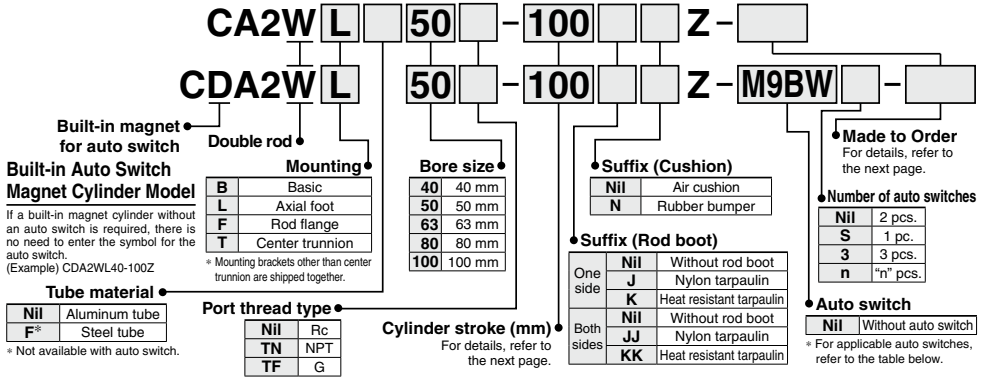 CA2W L 50 - 100 Z -
CDA2W L 50 - 100 Z - M9BW -
Built-in magnet
for auto switch
Double rod
Built-in Auto Switch
Magnet Cylinder Model
If a built-in magnet cylinder without
an auto switch is required, there is
no need to enter the symbol for the
auto switch.
(Example) CDA2WL40-100Z
Mounting
B Basic
L Axial foot
F Rod flange
T Center trunnion
* Mounting brackets other than center
trunnion are shipped together.
Tube material
Nil Aluminum tube
F* Steel tube
* Not available with auto switch.
Bore size
40 40 mm
50 50 mm
63 63 mm
80 80 mm
100 100 mm
Port thread type
Nil Rc
TN NPT
TF G
Cylinder stroke (mm)
For details, refer to
the next page.
Suffix (Cushion)
Nil Air cushion
N Rubber bumper
Suffix (Rod boot)
One side
Nil Without rod boot
J Nylon tarpaulin
K Heat resistant tarpaulin
Both sides
Nil Without rod boot
JJ Nylon tarpaulin
KK Heat resistant tarpaulin
Made to Order
For details, refer to
the next page.
Number of auto switches
Nil 2 pcs.
S 1 pc.
3 3 pcs.
n "n" pcs.
Auto switch
Nil Without auto switch
* For applicable auto switches,
refer to the table below.